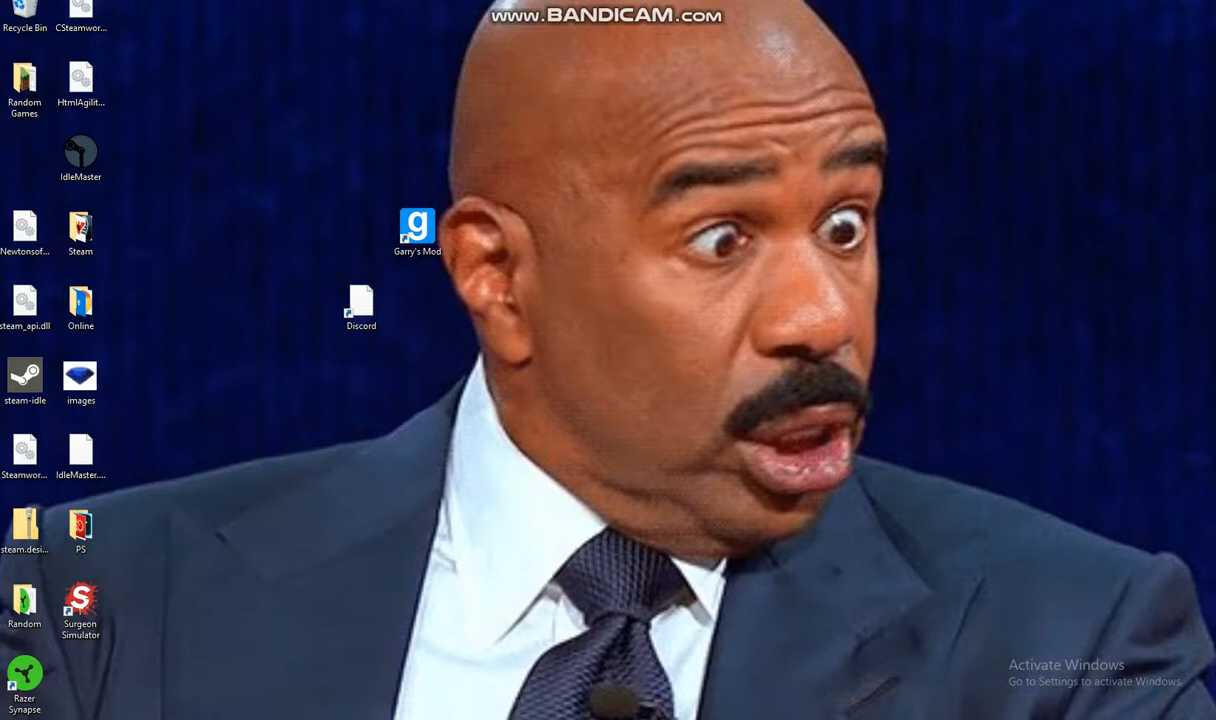 www.BANDICAM.com
Recycle Bin
CSteamwor...
Random
Games
HtmlAgilit...
IdleMaster
Newtonsof...
Steam
g
Garry's Mod
steam_api.dll
Online
Discord
steam-idle
images
Steamwor...
IdleMaster....
steam.desi...
PS
Random
S
Surgeon
Simulator
Razer
Synapse
Activate Windows
Go to Settings to activate Windows.